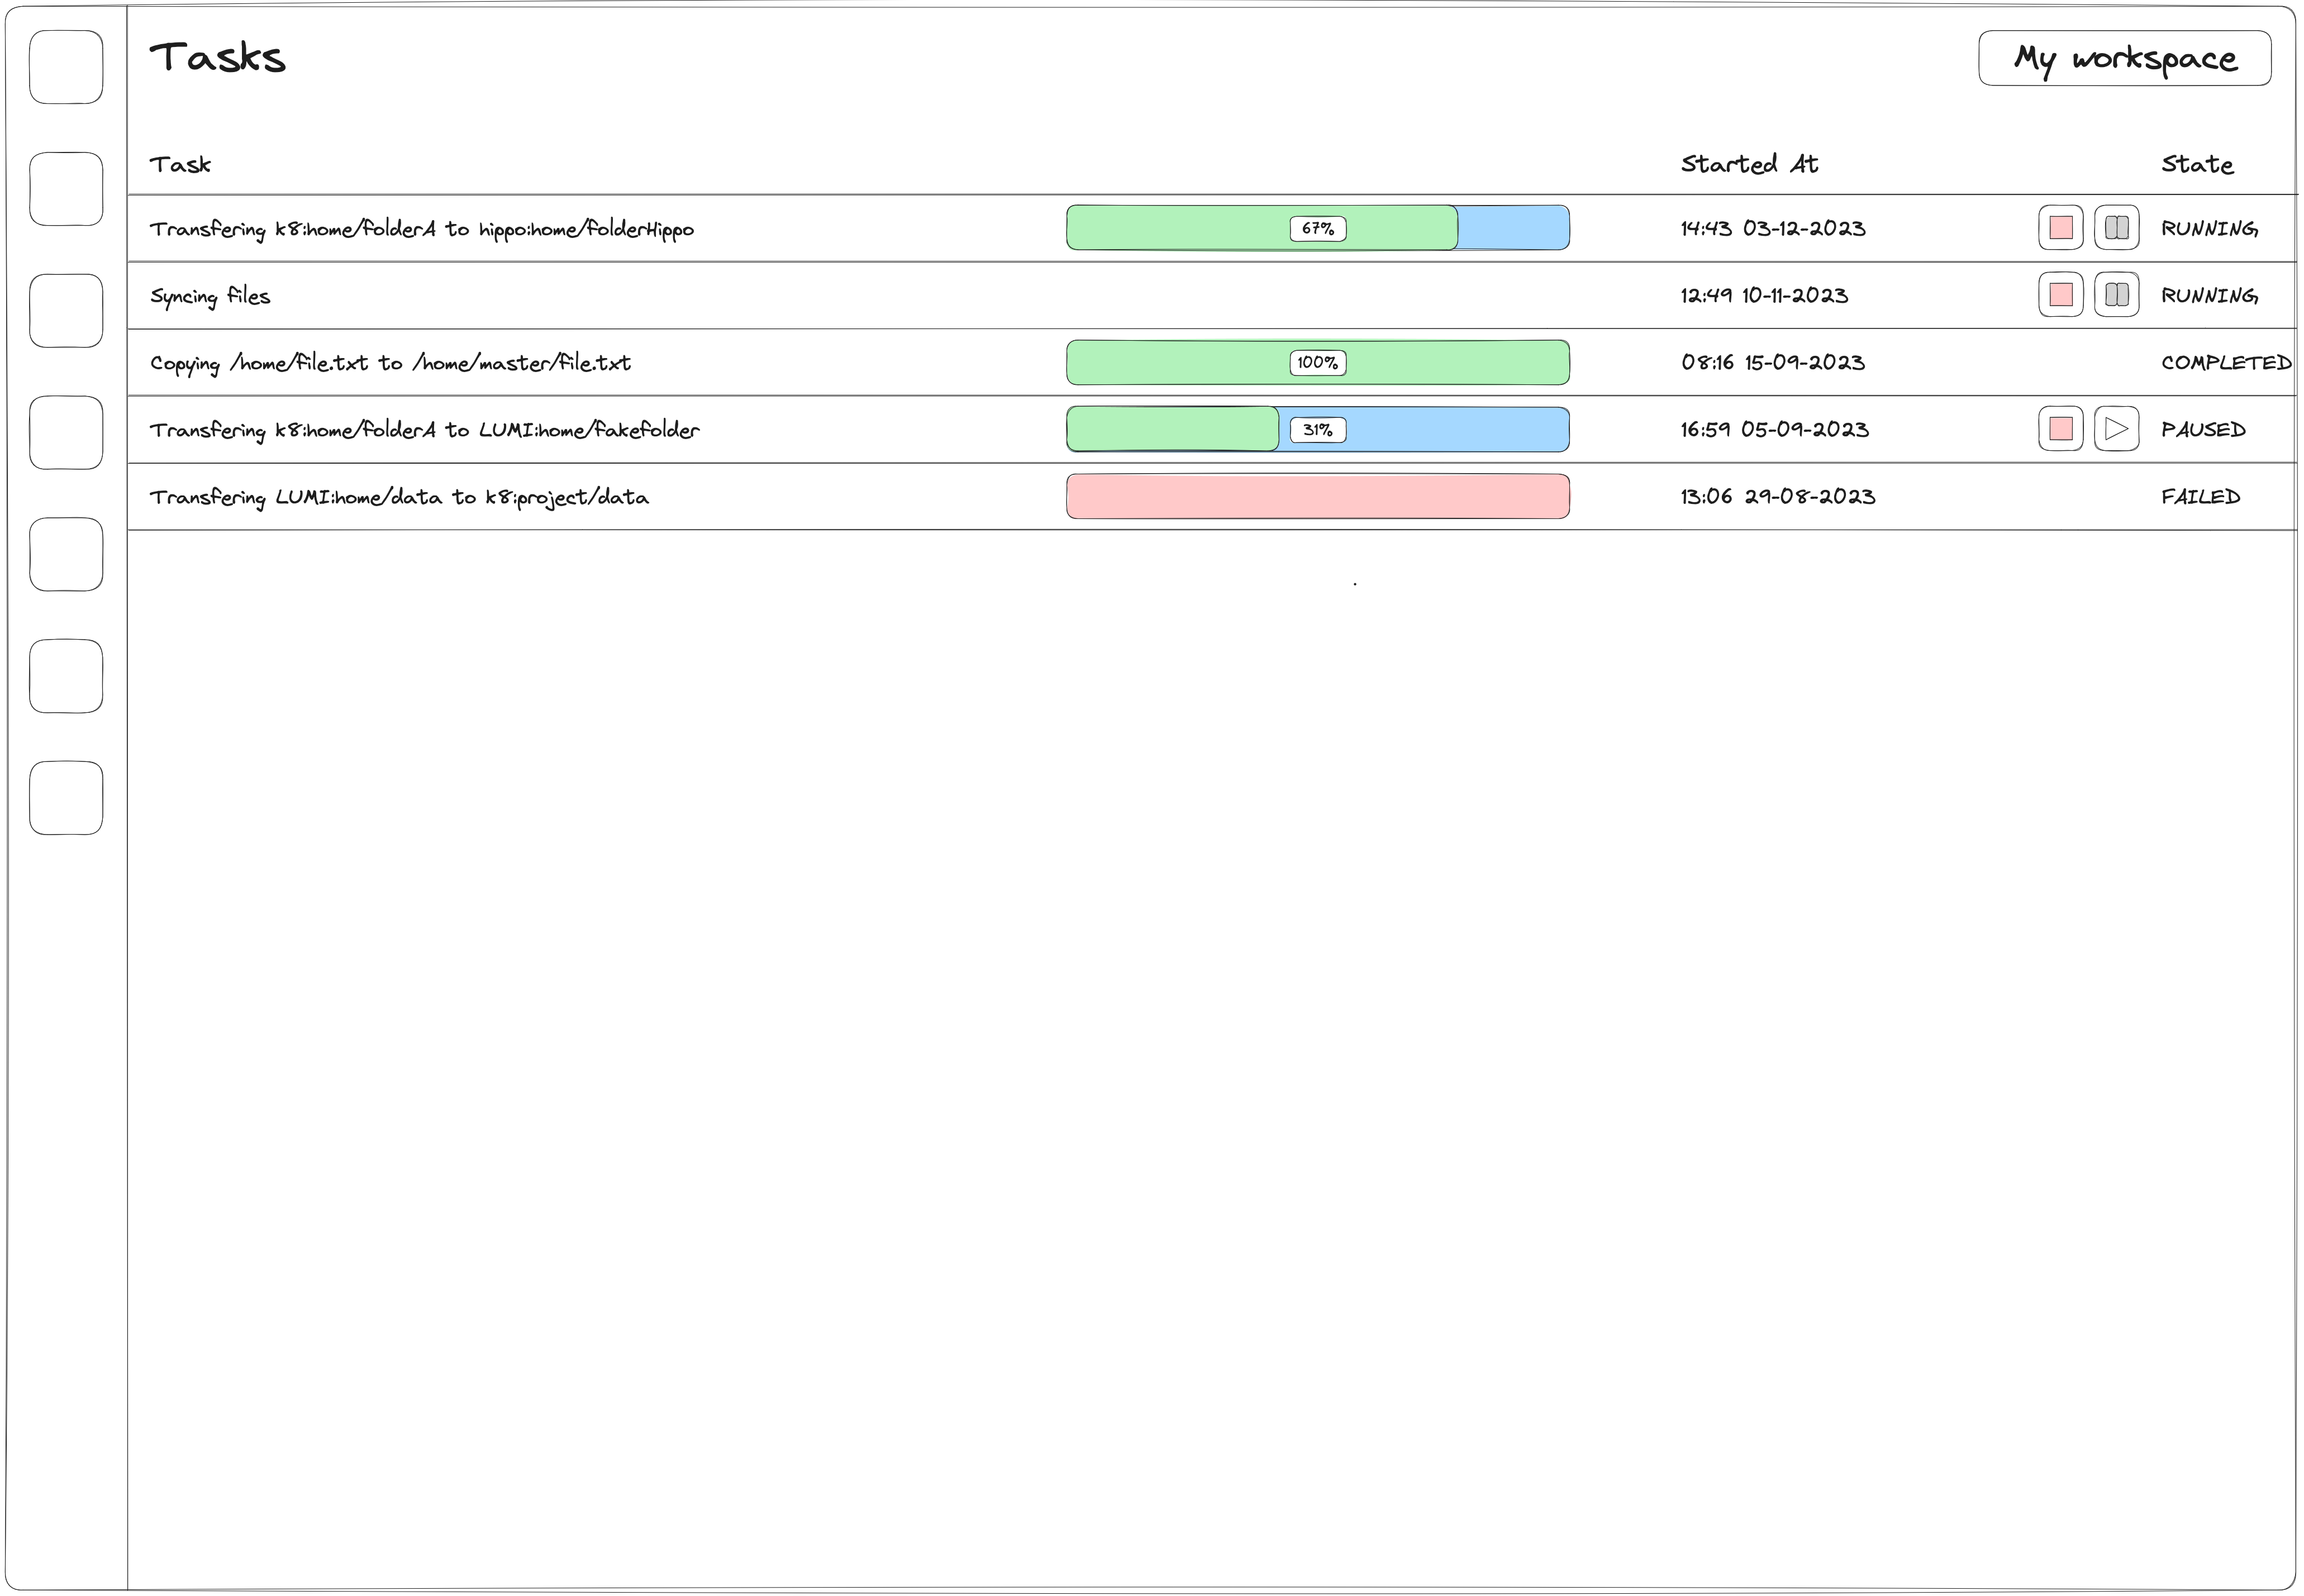 Tasks My workspace
Task Started At State
Transfering k8:home/folderA to hippo:home/folderHippo 67% 14:43 03-12-2023 RUNNING
Syncing files 12:49 10-11-2023 RUNNING
Copying /home/file.txt to /home/master/file.txt 100% 08:16 15-09-2023 COMPLETED
Transfering k8:home/folderA to LUMI:home/fakefolder 31% 16:59 05-09-2023 PAUSED
Transfering LUMI:home/data to k8:project/data 13:06 29-08-2023 FAILED